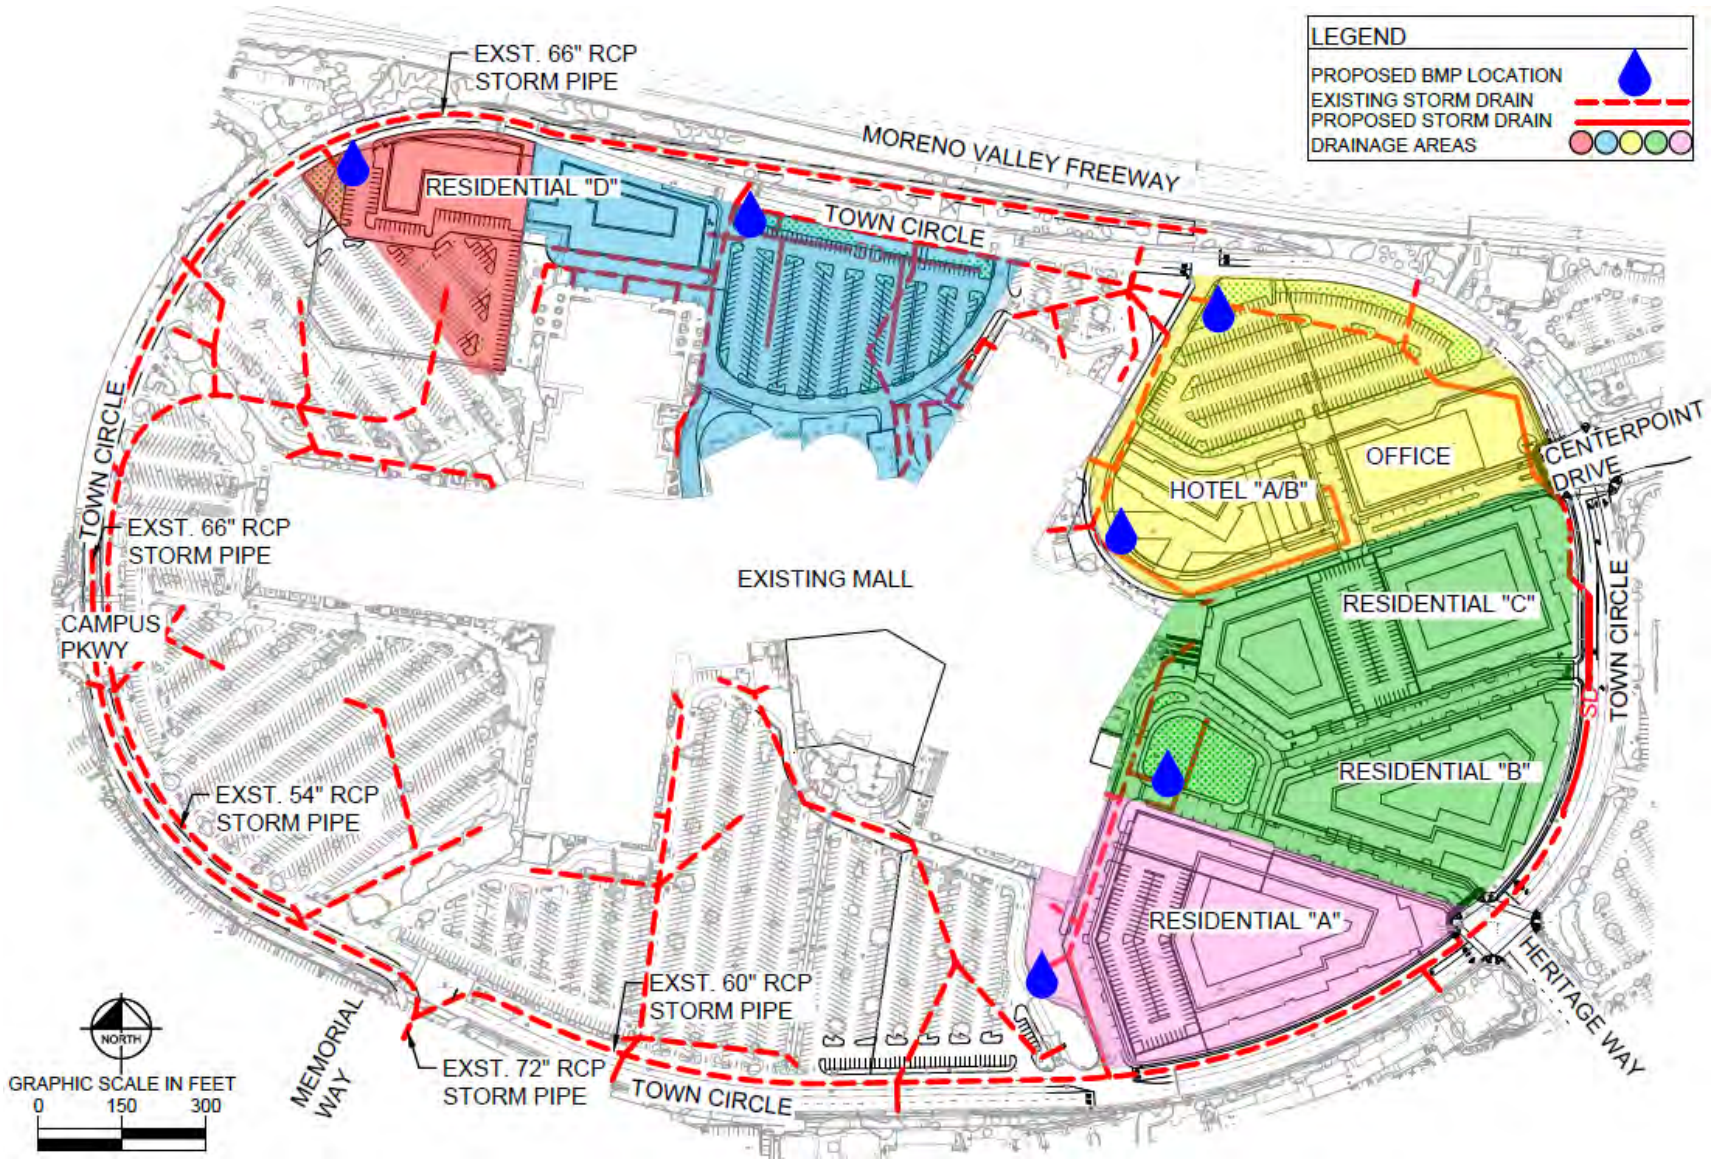 EXST. 66" RCP
STORM PIPE
LEGEND
PROPOSED BMP LOCATION
EXISTING STORM DRAIN
PROPOSED STORM DRAIN
DRAINAGE AREAS
MORENO VALLEY FREEWAY
RESIDENTIAL "D"
TOWN CIRCLE
SD
TOWN CIRCLE
CENTERPOINT
DRIVE
OFFICE
HOTEL "A/B"
EXST. 66" RCP
STORM PIPE
EXISTING MALL
RESIDENTIAL "C"
TOWN CIRCLE
CAMPUS
PKWY
SD
RESIDENTIAL "B"
EXST. 54" RCP
STORM PIPE
RESIDENTIAL "A"
HERITAGE WAY
EXST. 60" RCP
STORM PIPE
MEMORIAL
WAY
EXST. 72" RCP
STORM PIPE
TOWN CIRCLE
NORTH
GRAPHIC SCALE IN FEET
0 150 300